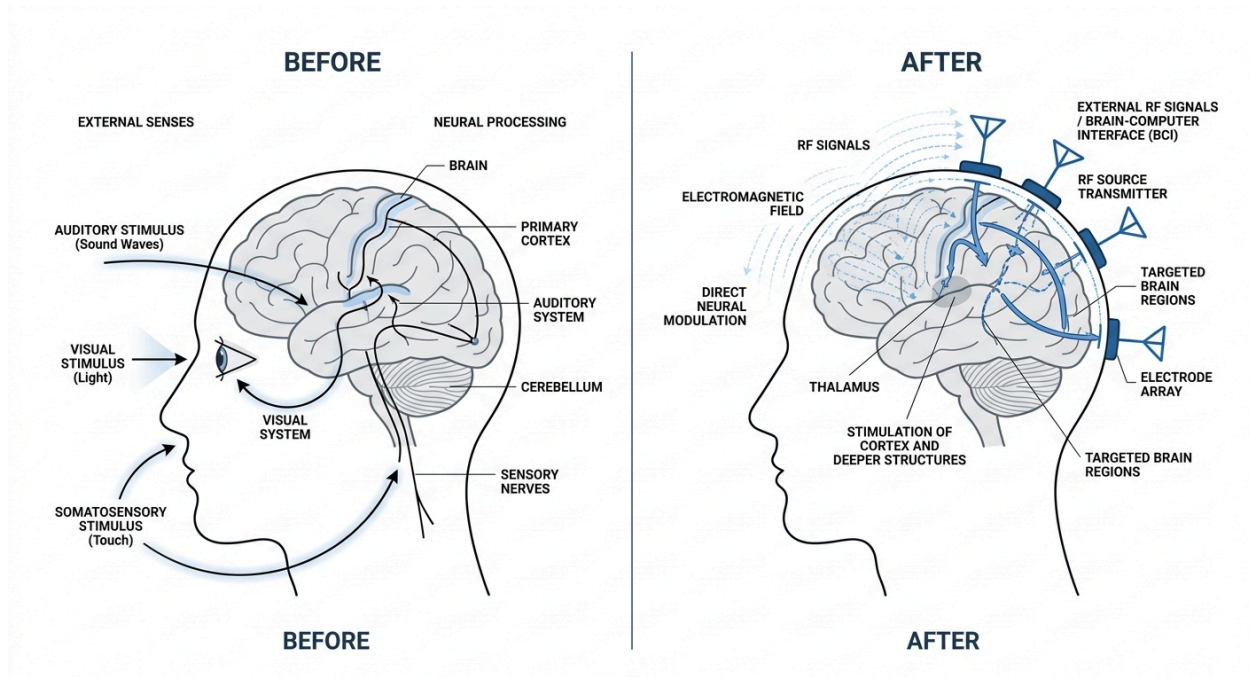 BEFORE
EXTERNAL SENSES
NEURAL PROCESSING
BRAIN
AUDITORY STIMULUS
(Sound Waves)
PRIMARY
CORTEX
AUDITORY
SYSTEM
VISUAL
STIMULUS
(Light)
CEREBELLUM
VISUAL
SYSTEM
SENSORY
NERVES
SOMATOSENSORY
STIMULUS
(Touch)
BEFORE
AFTER
EXTERNAL RF SIGNALS
/ BRAIN-COMPUTER
INTERFACE (BCI)
RF SIGNALS
RF SOURCE
TRANSMITTER
ELECTROMAGNETIC
FIELD
TARGETED
BRAIN
REGIONS
DIRECT
NEURAL
MODULATION
THALAMUS
ELECTRODE
ARRAY
STIMULATION OF
CORTEX AND
DEEPER STRUCTURES
TARGETED BRAIN
REGIONS
AFTER